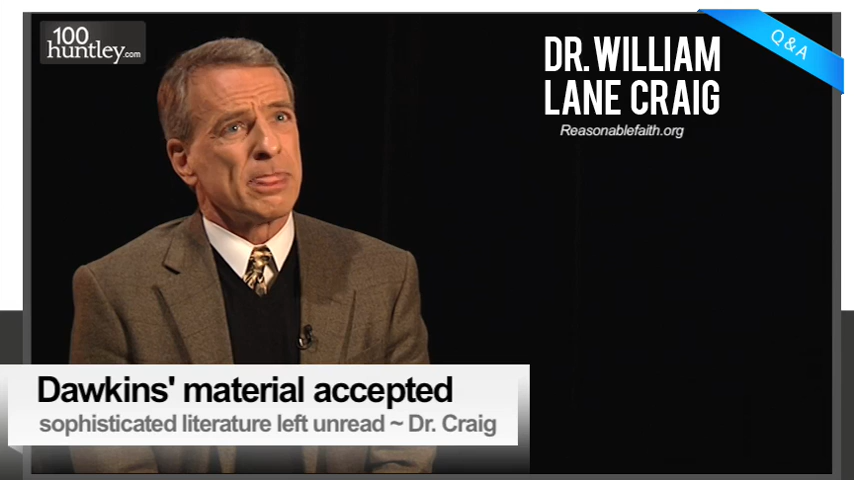 100
huntley.com
Q&A
DR. WILLIAM
LANE CRAIG
Reasonablefaith.org
Dawkins' material accepted
sophisticated literature left unread ~ Dr. Craig